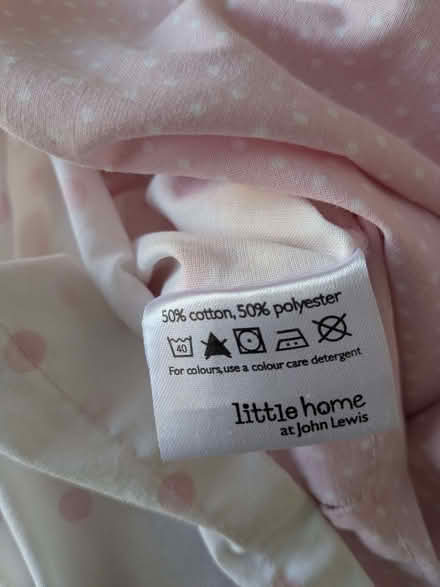 50% cotton, 50% polyester
40
For colours, use a colour care detergent
little home
at John Lewis